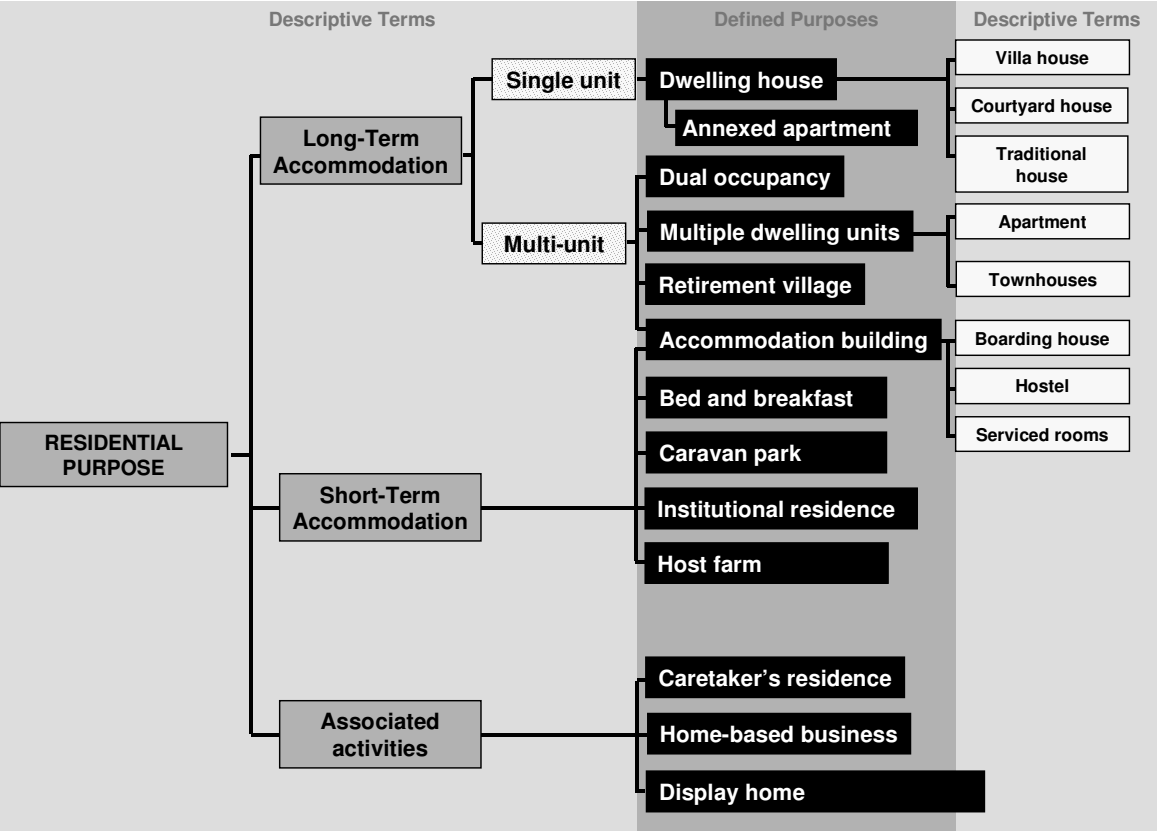 Descriptive Terms
Defined Purposes
Descriptive Terms
RESIDENTIAL
PURPOSE
Long-Term
Accommodation
Short-Term
Accommodation
Associated
activities
Single unit
Multi-unit
Dwelling house
Annexed apartment
Dual occupancy
Multiple dwelling units
Retirement village
Accommodation building
Bed and breakfast
Caravan park
Institutional residence
Host farm
Caretaker’s residence
Home-based business
Display home
Villa house
Courtyard house
Traditional
house
Apartment
Townhouses
Boarding house
Hostel
Serviced rooms